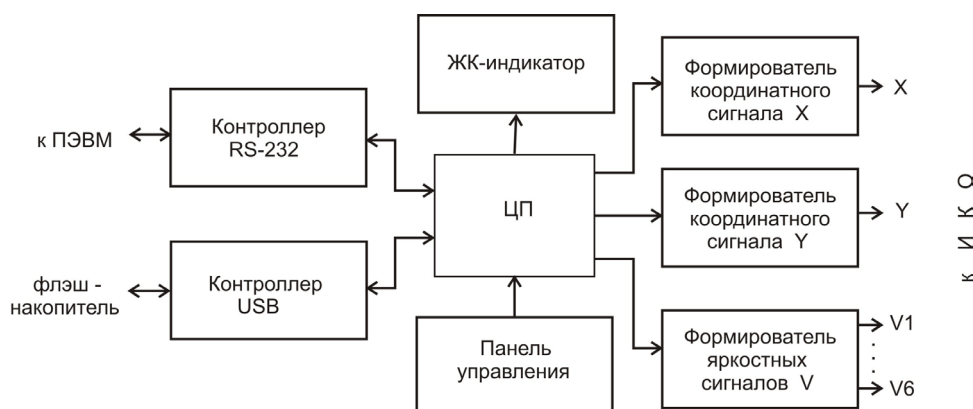 ЖК-индикатор
Формирователь
координатного
сигнала X
X
к ПЭВМ
Контроллер
RS-232
ЦП
Формирователь
координатного
сигнала Y
Y
флэш -
накопитель
Контроллер
USB
Панель
управления
Формирователь
яркостных
сигналов V
V1
V6
к И К О